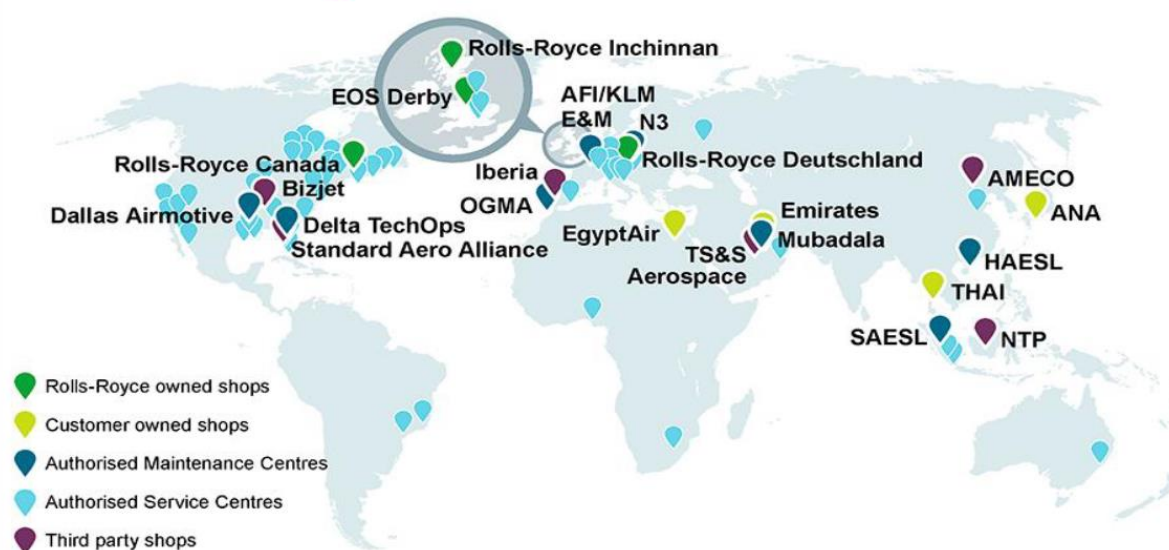 Rolls-Royce Inchinnan
EOS Derby
AFI/KLM
E&M
N3
Rolls-Royce Canada
Bizjet
Iberia
Rolls-Royce Deutschland
AMECO
Dallas Airmotive
OGMA
ANA
Delta TechOps
Standard Aero Alliance
EgyptAir
Emirates
Mubadala
TS&S
Aerospace
HAESL
THAI
SAESL
NTP
Rolls-Royce owned shops
Customer owned shops
Authorised Maintenance Centres
Authorised Service Centres
Third party shops